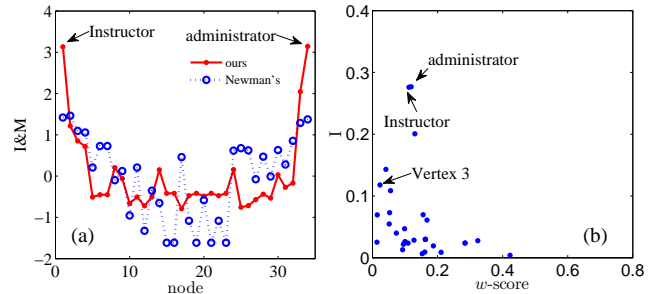 Instructor
administrator
ours
Newman's
I&M
4
3
2
1
0
−1
−2
0
10
20
30
node
(a)
administrator
Instructor
Vertex 3
I
0.4
0.3
0.2
0.1
0
0
0.2
0.4
0.6
0.8
w-score
(b)